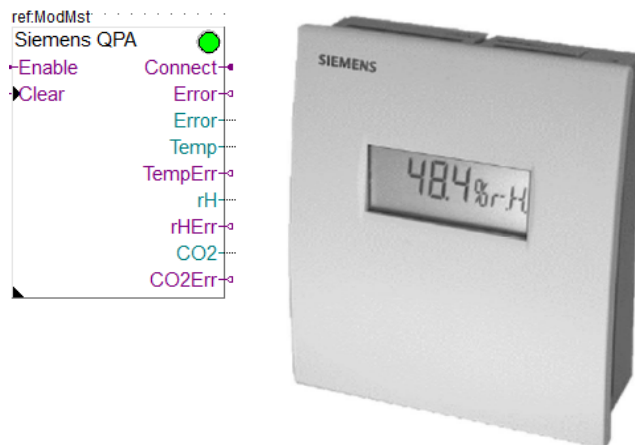 ref:ModMst
Siemens QPA
Enable Connect
Clear Error
Error
Temp
TempErr
rH
rHErr
CO2
CO2Err
SIEMENS
48.4%r.H